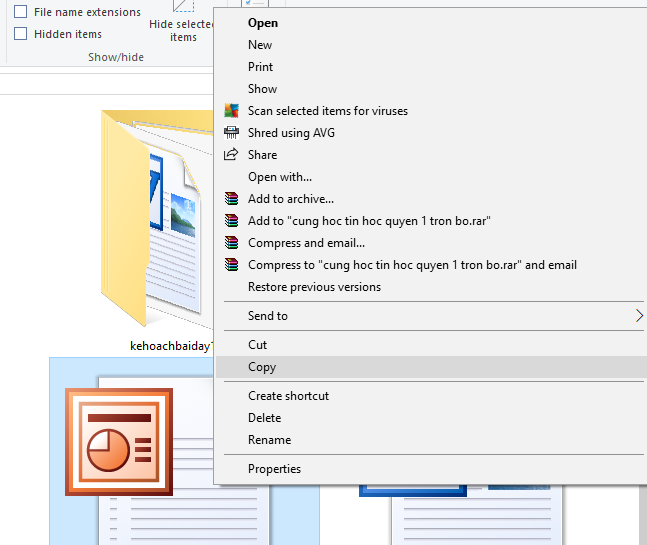 File name extensions
Hidden items
Hide selected
items
Show/hide
kehoachbaiday
Open
New
Print
Show
Scan selected items for viruses
Shred using AVG
Share
Open with...
Add to archive...
Add to "cung hoc tin hoc quyen 1 tron bo.rar"
Compress and email...
Compress to "cung hoc tin hoc quyen 1 tron bo.rar" and email
Restore previous versions
Send to
Cut
Copy
Create shortcut
Delete
Rename
Properties